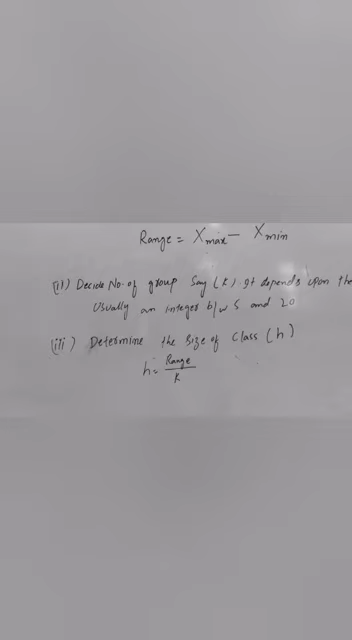 Range = Xmax - Xmin
(ii) Decide No. of group Say (K) It depends upon the
Usually an integer b/w 5 and 20
(iii) Determine the Size of Class (h)
h = Range / K